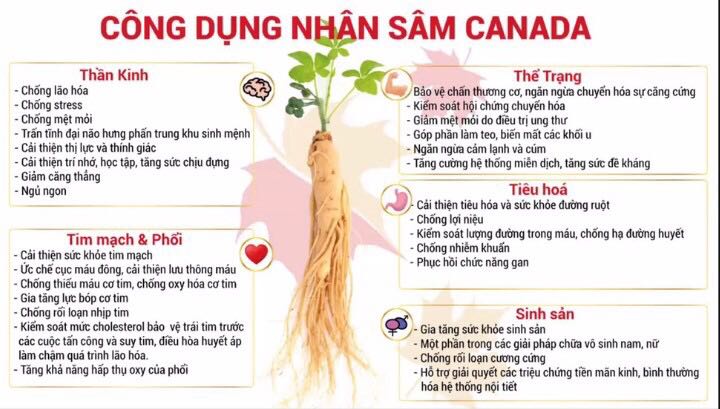 CÔNG DỤNG NHÂN SÂM CANADA
Thần Kinh
- Chống lão hóa
- Chống stress
- Chống mệt mỏi
- Trấn tĩnh đại não hưng phấn trung khu sinh mệnh
- Cải thiện thị lực và thính giác
- Cải thiện trí nhớ, học tập, tăng sức chịu đựng
- Giảm căng thẳng
- Ngủ ngon
Tim mạch & Phổi
- Cải thiện sức khỏe tim mạch
- Ức chế cục máu đông, cải thiện lưu thông máu
- Chống thiếu máu cơ tim, chống oxy hóa cơ tim
- Gia tăng lực bóp cơ tim
- Chống rối loạn nhịp tim
- Kiểm soát mức cholesterol bảo vệ trái tim trước
các cuộc tấn công và suy tim, điều hòa huyết áp
làm chậm quá trình lão hóa.
- Tăng khả năng hấp thụ oxy của phổi
Thể Trạng
Bảo vệ chấn thương cơ, ngăn ngừa chuyển hóa sự căng cứng
- Kiểm soát hội chứng chuyển hóa
- Giảm mệt mỏi do điều trị ung thư
- Góp phần làm teo, biến mất các khối u
- Ngăn ngừa cảm lạnh và cúm
- Tăng cường hệ thống miễn dịch, tăng sức đề kháng
Tiêu hoá
- Cải thiện tiêu hóa và sức khỏe đường ruột
- Chống lợi niệu
- Kiểm soát lượng đường trong máu, chống hạ đường huyết
- Chống nhiễm khuẩn
- Phục hồi chức năng gan
Sinh sản
- Gia tăng sức khỏe sinh sản
- Một phần trong các giải pháp chữa vô sinh nam, nữ
- Chống rối loạn cương cứng
- Hỗ trợ giải quyết các triệu chứng tiền mãn kinh, bình thường
hóa hệ thống nội tiết